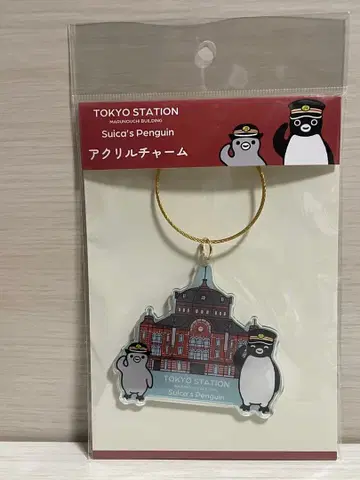 TOKYO STATION
MARUNOUCHI BUILDING
Suica's Penguin
アクリルチャーム
TOKYO STATION
Suica's Penguin